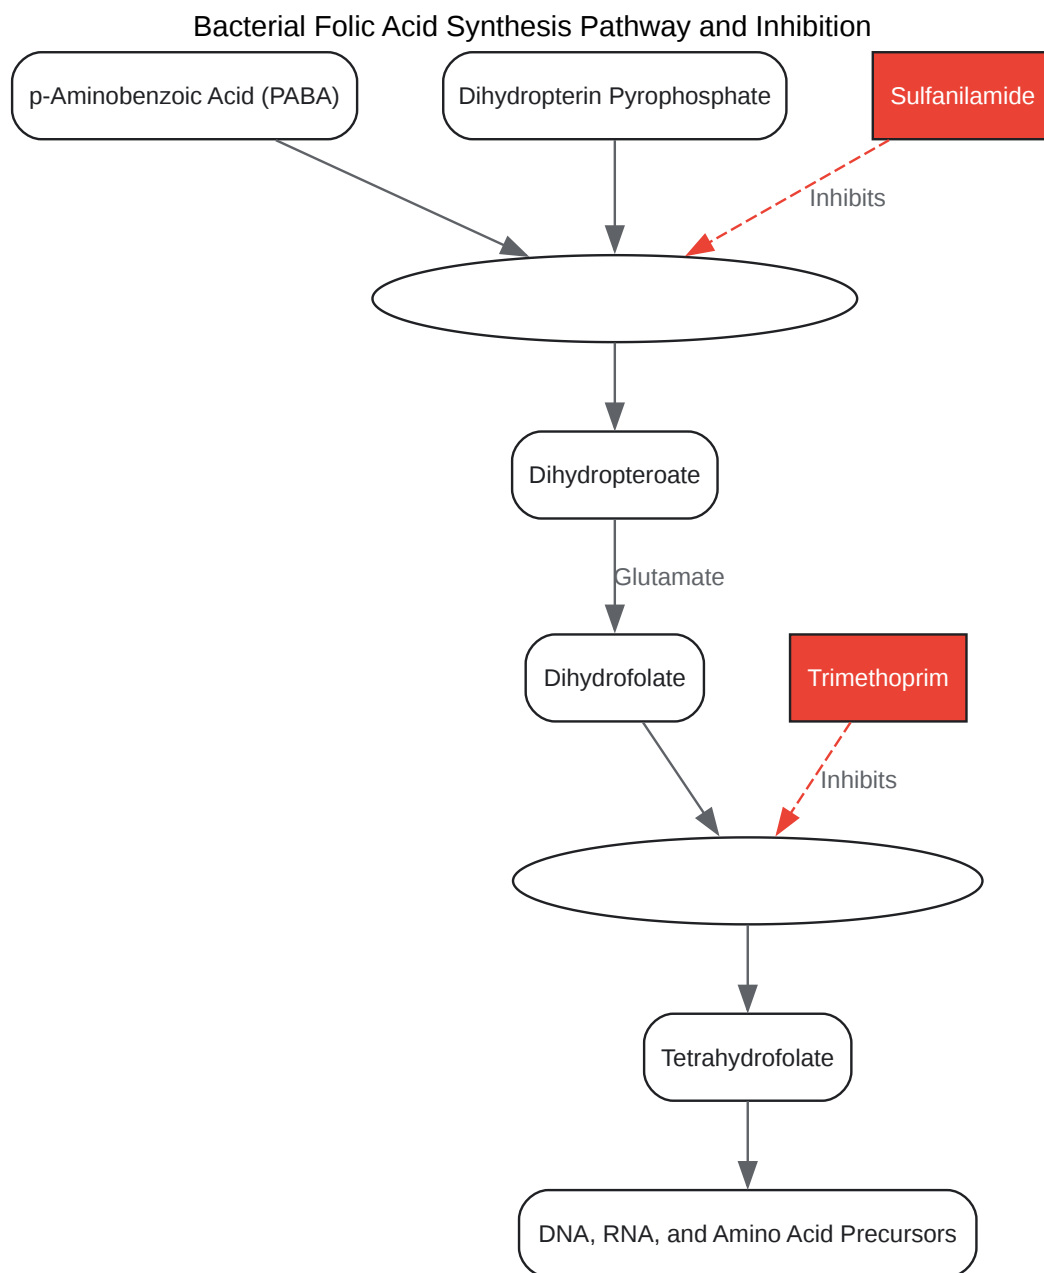 Bacterial Folic Acid Synthesis Pathway and Inhibition
p-Aminobenzoic Acid (PABA)
Dihydropterin Pyrophosphate
Sulfanilamide
Inhibits
Dihydropteroate
Glutamate
Dihydrofolate
Trimethoprim
Inhibits
Tetrahydrofolate
DNA, RNA, and Amino Acid Precursors